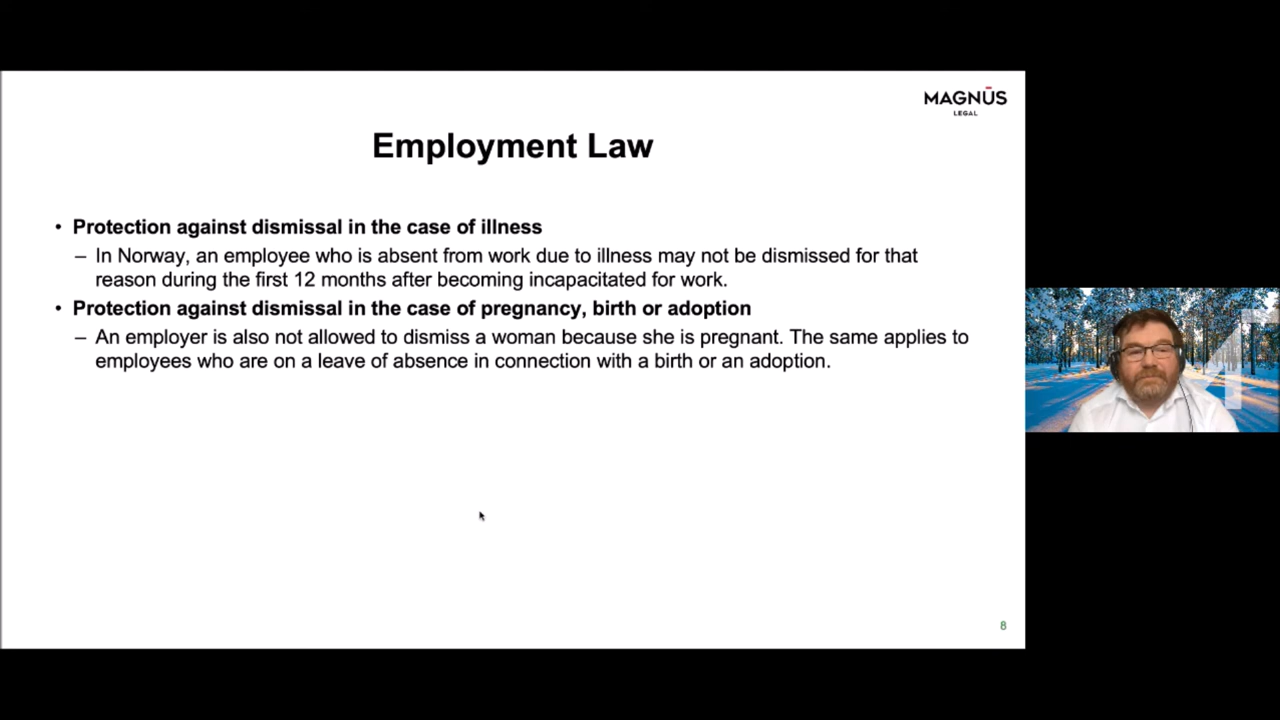 MAGNŪS
LEGAL
Employment Law
• Protection against dismissal in the case of illness
– In Norway, an employee who is absent from work due to illness may not be dismissed for that
reason during the first 12 months after becoming incapacitated for work.
• Protection against dismissal in the case of pregnancy, birth or adoption
– An employer is also not allowed to dismiss a woman because she is pregnant. The same applies to
employees who are on a leave of absence in connection with a birth or an adoption.
8